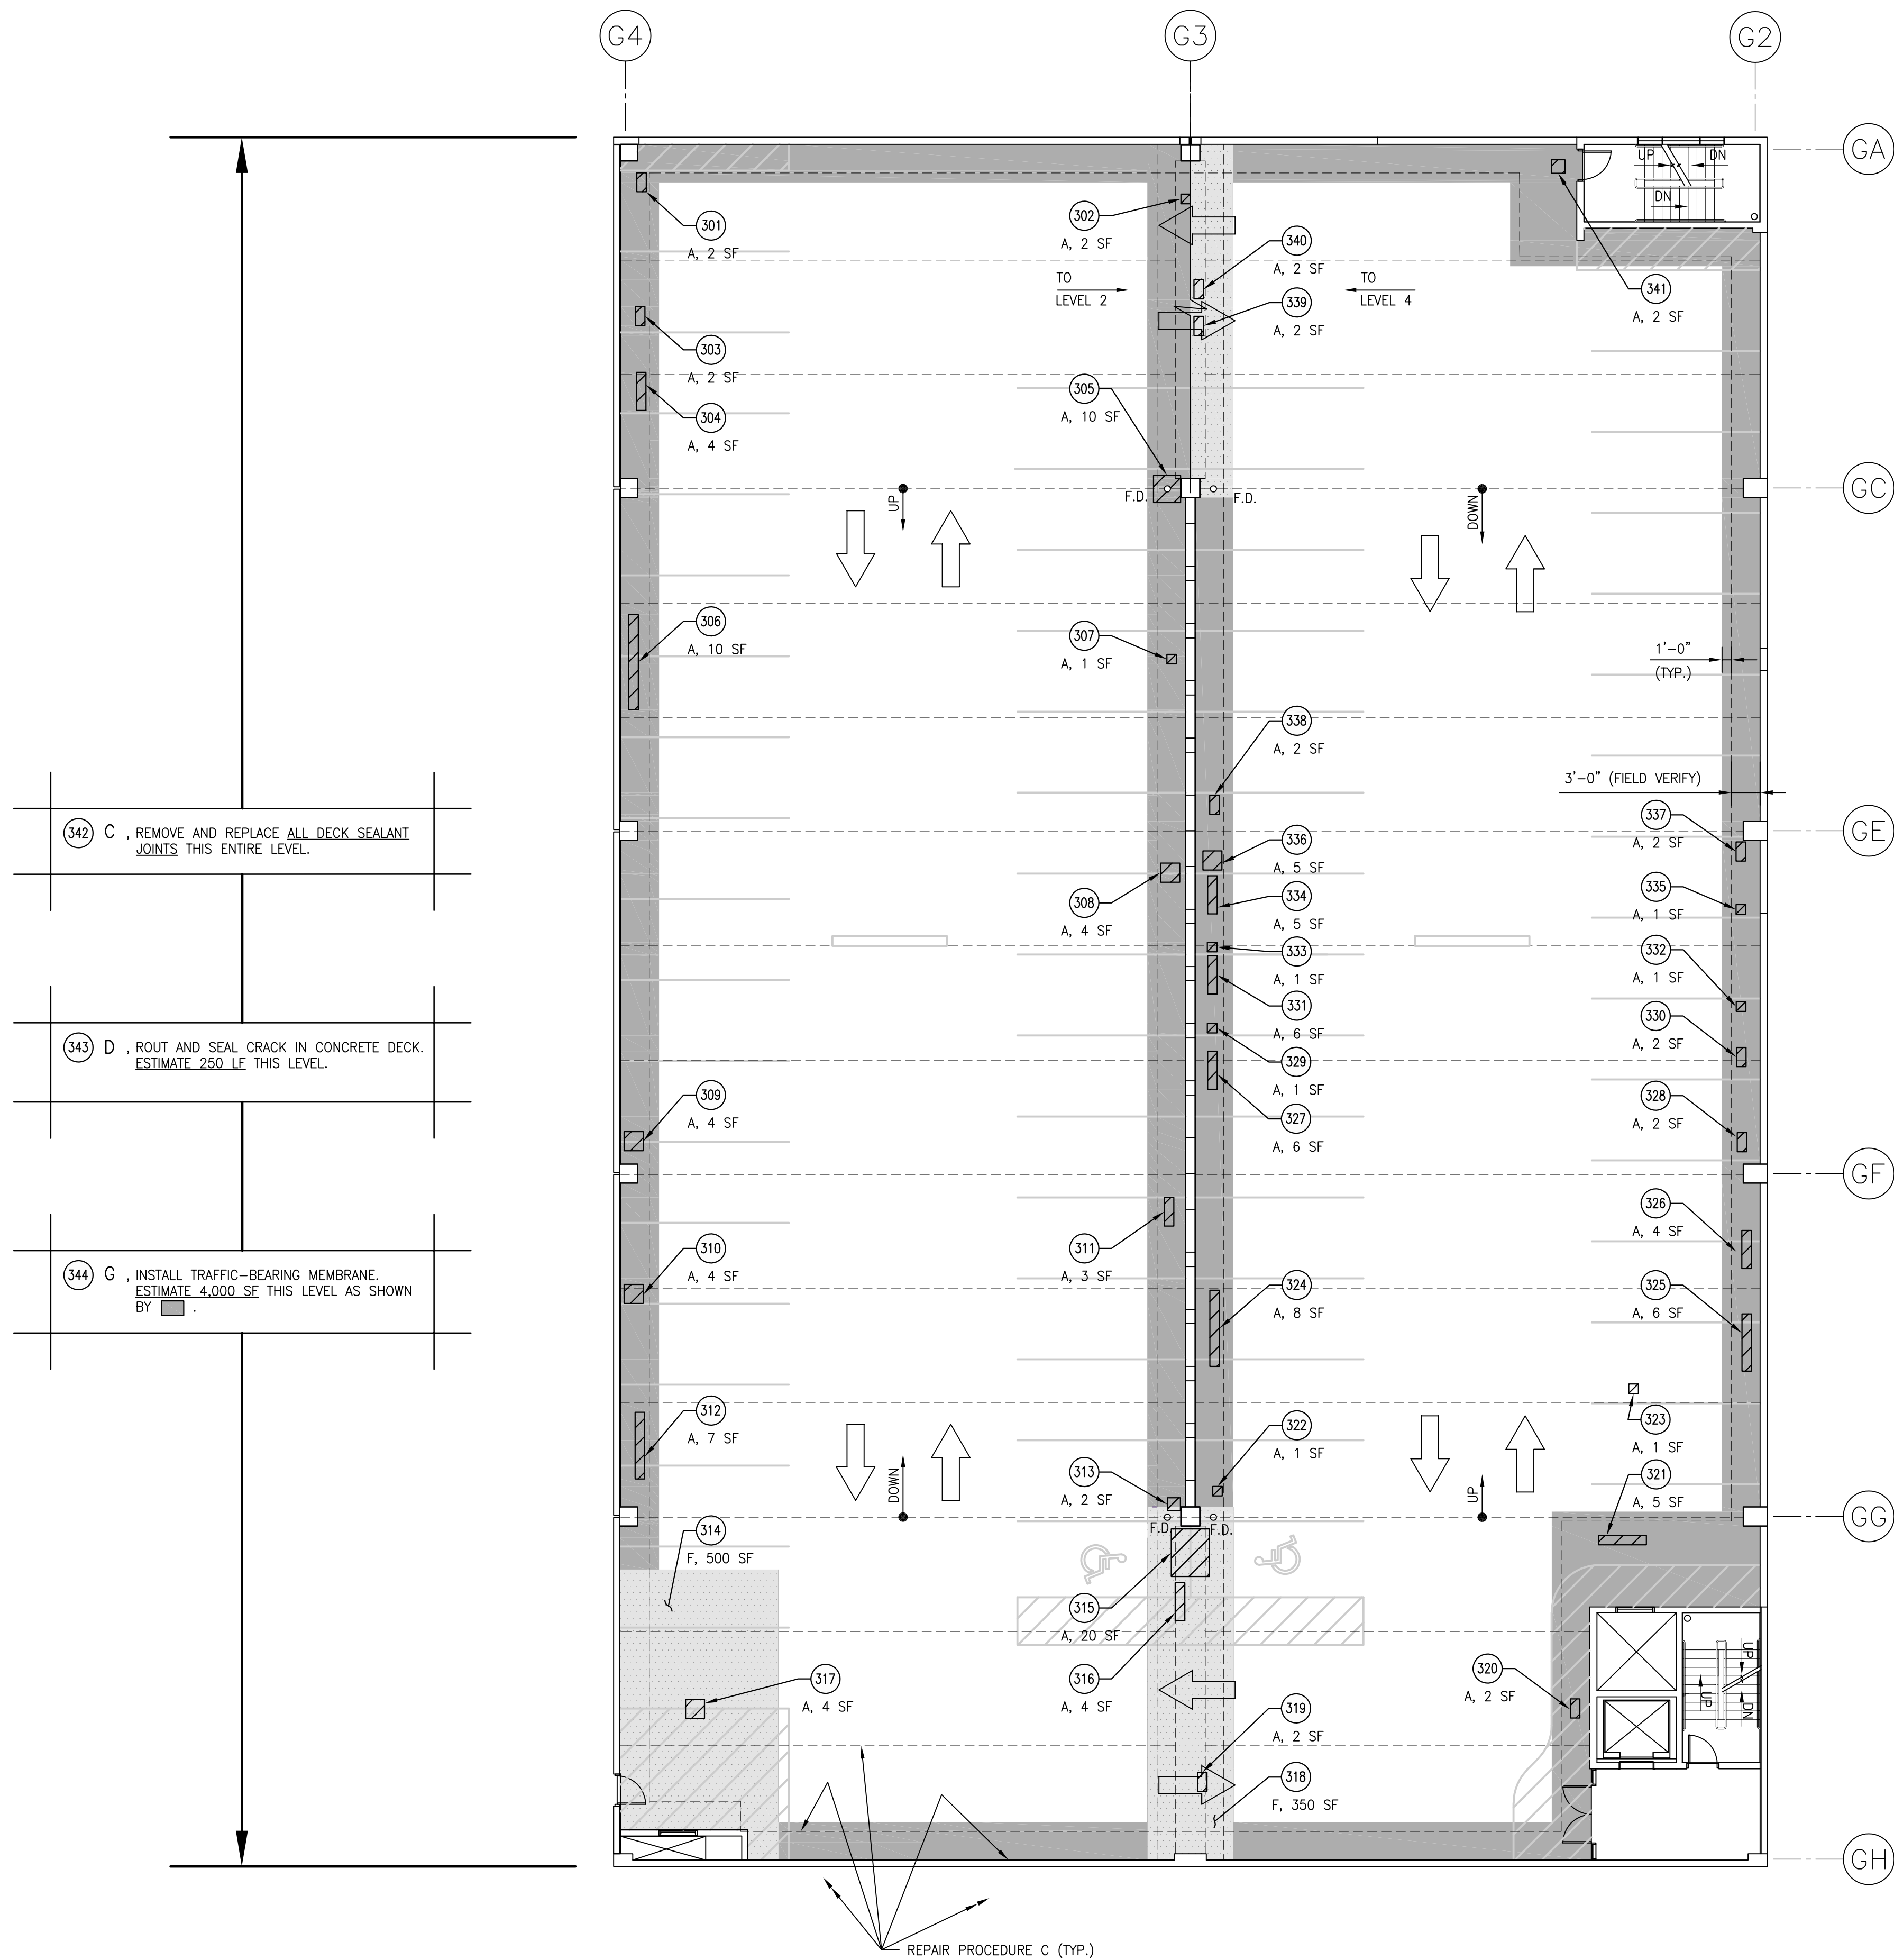 G4
G3
G2
GA
UP
DN
DN
301
A, 2 SF
302
A, 2 SF
340
A, 2 SF
TO
LEVEL 2
TO
LEVEL 4
341
A, 2 SF
339
A, 2 SF
303
A, 2 SF
304
A, 4 SF
305
A, 10 SF
F.D.
F.D.
UP
DOWN
GC
306
A, 10 SF
307
A, 1 SF
1'-0"
(TYP.)
338
A, 2 SF
3'-0" (FIELD VERIFY)
342 C , REMOVE AND REPLACE ALL DECK SEALANT
JOINTS THIS ENTIRE LEVEL.
337
A, 2 SF
GE
336
A, 5 SF
308
A, 4 SF
334
A, 5 SF
335
A, 1 SF
333
A, 1 SF
332
A, 1 SF
331
A, 6 SF
330
A, 2 SF
343 D , ROUT AND SEAL CRACK IN CONCRETE DECK.
ESTIMATE 250 LF THIS LEVEL.
329
A, 1 SF
309
A, 4 SF
327
A, 6 SF
328
A, 2 SF
GF
326
A, 4 SF
310
A, 4 SF
311
A, 3 SF
344 G , INSTALL TRAFFIC-BEARING MEMBRANE.
ESTIMATE 4,000 SF THIS LEVEL AS SHOWN
BY .
324
A, 8 SF
325
A, 6 SF
312
A, 7 SF
322
A, 1 SF
323
A, 1 SF
313
A, 2 SF
321
A, 5 SF
DOWN
UP
F.D.
F.D.
GG
314
F, 500 SF
315
A, 20 SF
316
A, 4 SF
317
A, 4 SF
320
A, 2 SF
UP
UP
DN
319
A, 2 SF
318
F, 350 SF
GH
REPAIR PROCEDURE C (TYP.)